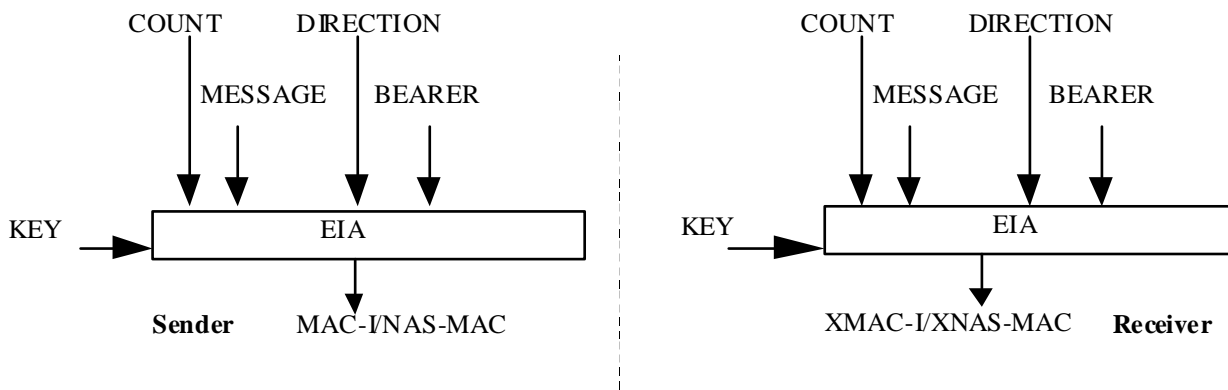 COUNT DIRECTION
MESSAGE BEARER
KEY EIA
Sender MAC-I/NAS-MAC
COUNT DIRECTION
MESSAGE BEARER
KEY EIA
XMAC-I/XNAS-MAC Receiver